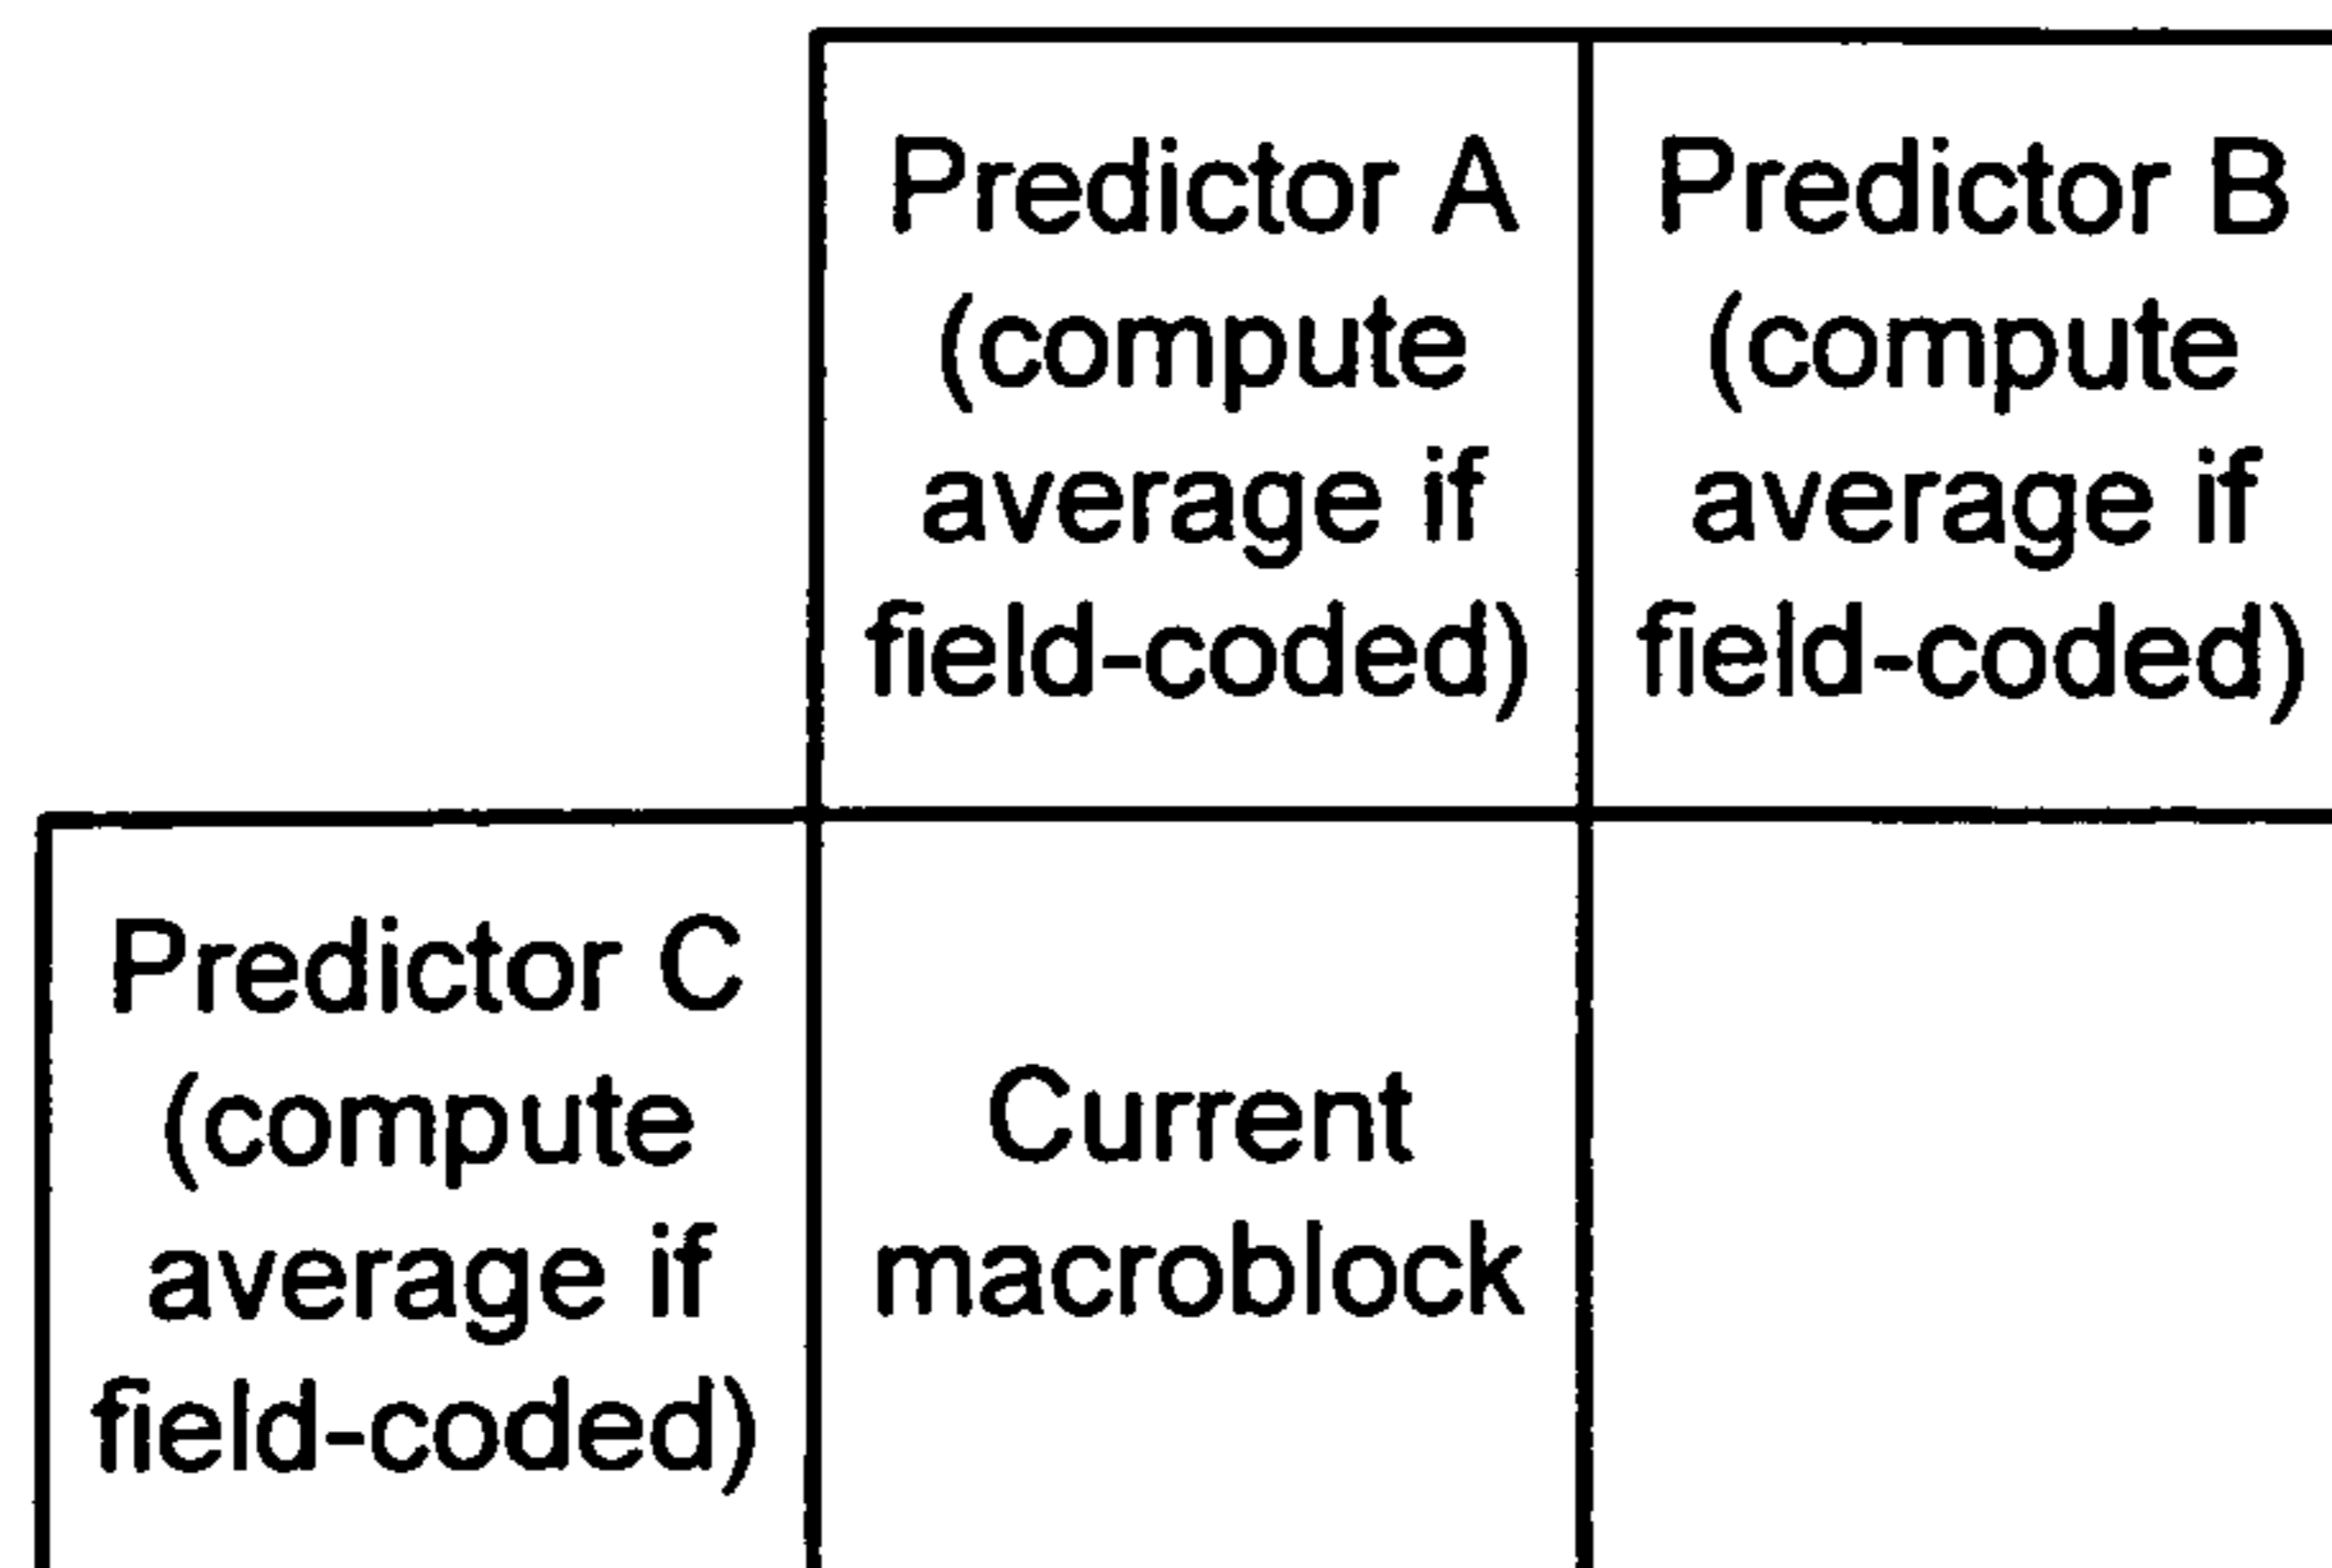 Predictor A
(compute
average if
field-coded)
Predictor B
(compute
average if
field-coded)
Predictor C
(compute
average if
field-coded)
Current
macroblock